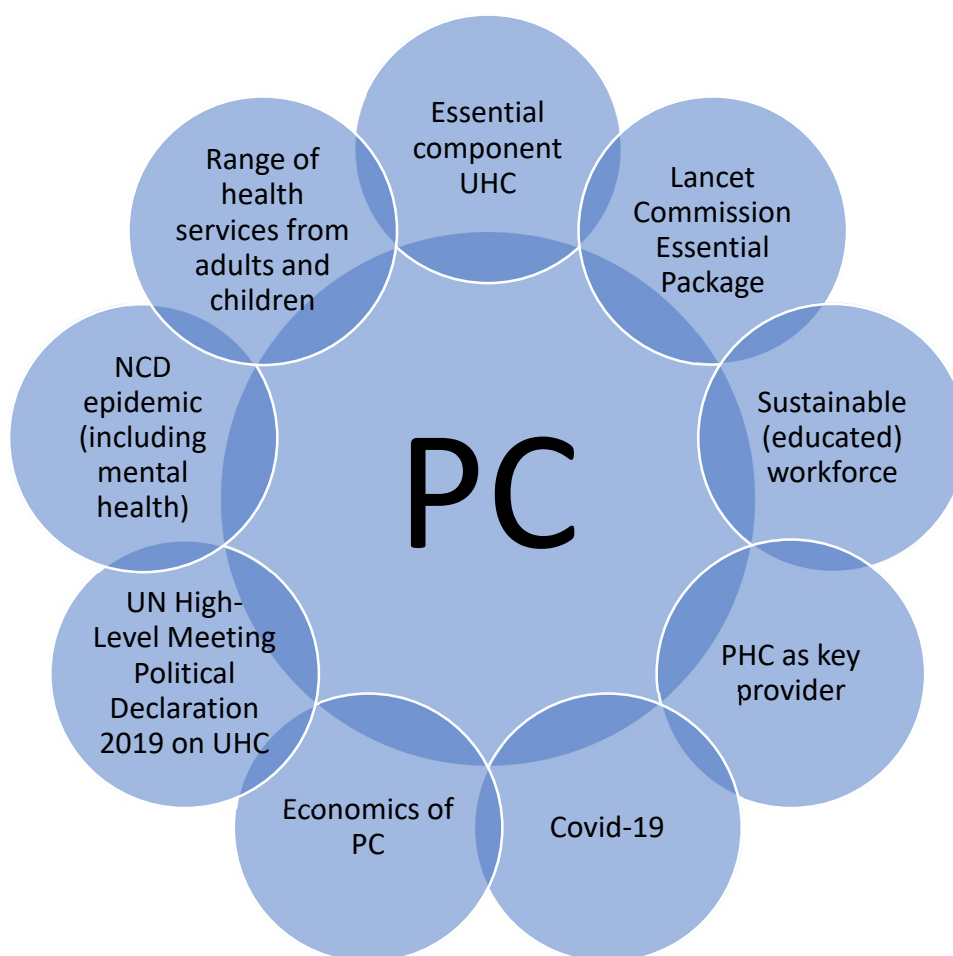 Essential
component
UHC
Lancet
Commission
Essential
Package
Sustainable
(educated)
workforce
PHC as key
provider
Covid-19
Economics of
PC
UN High-
Level Meeting
Political
Declaration
2019 on UHC
NCD
epidemic
(including
mental
health)
Range of
health
services from
adults and
children
PC